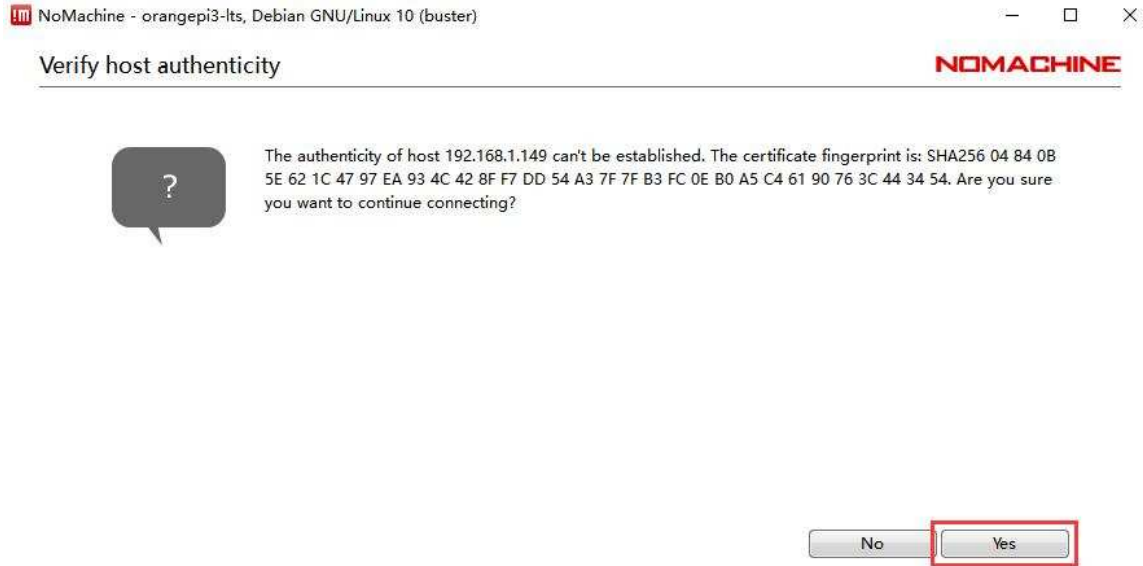 NoMachine - orangepi3-lts, Debian GNU/Linux 10 (buster)
Verify host authenticity
NOMACHINE
?
The authenticity of host 192.168.1.149 can't be established. The certificate fingerprint is: SHA256 04 84 0B
5E 62 1C 47 97 EA 93 4C 42 8F F7 DD 54 A3 7F 7F B3 FC 0E B0 A5 C4 61 90 76 3C 44 34 54. Are you sure
you want to continue connecting?
No
Yes